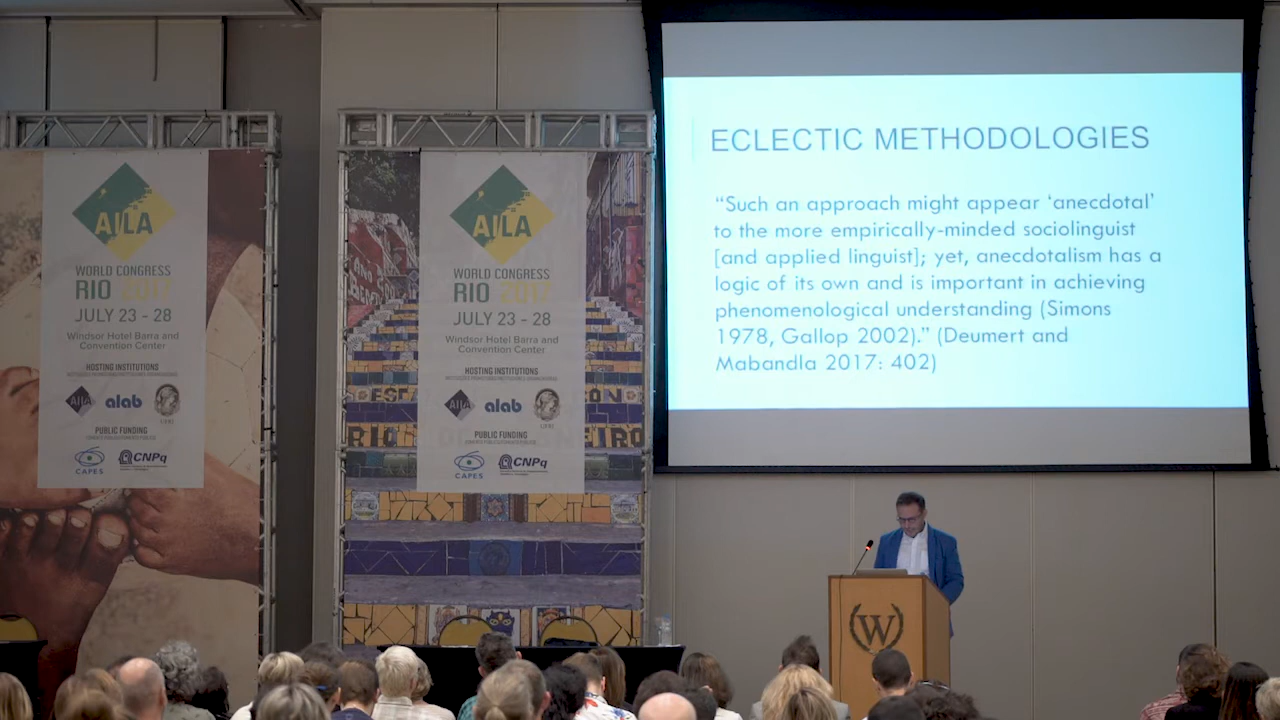 AILA
WORLD CONGRESS
RIO 2017
JULY 23 - 28
Windsor Hotel Barra and
Convention Center
HOSTING INSTITUTIONS
AILA alab
PUBLIC FUNDING
CAPES CNPq
AILA
WORLD CONGRESS
RIO 2017
JULY 23 - 28
Windsor Hotel Barra and
Convention Center
HOSTING INSTITUTIONS
AILA alab
PUBLIC FUNDING
CAPES CNPq
ECLECTIC METHODOLOGIES
“Such an approach might appear ‘anecdotal’
to the more empirically-minded sociolinguist
[and applied linguist]; yet, anecdotalism has a
logic of its own and is important in achieving
phenomenological understanding (Simons
1978, Gallop 2002).” (Deumert and
Mabandla 2017: 402)
W